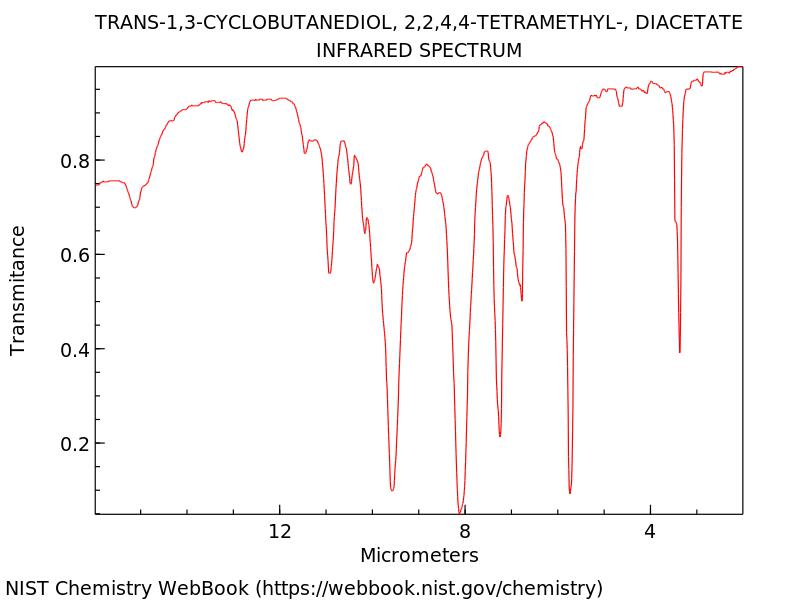 TRANS-1,3-CYCLOBUTANEDIOL, 2,2,4,4-TETRAMETHYL-, DIACETATE
INFRARED SPECTRUM
0.8
0.6
0.4
0.2
Transmitance
12
8
4
Micrometers
NIST Chemistry WebBook (https://webbook.nist.gov/chemistry)